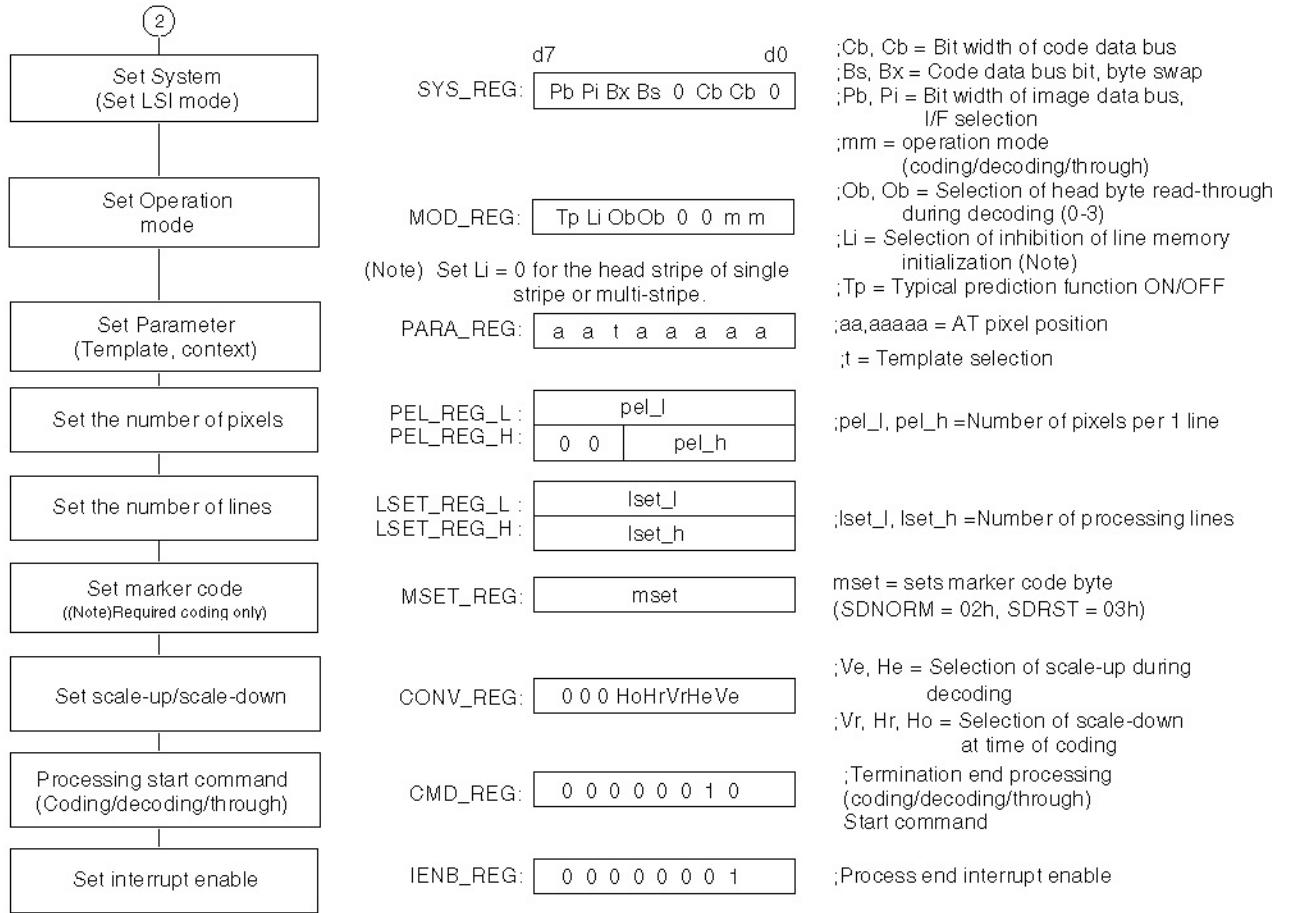 2
Set System
(Set LSI mode)
d7 d0
SYS_REG: Pb Pi Bx Bs 0 Cb Cb 0
;Cb, Cb = Bit width of code data bus
;Bs, Bx = Code data bus bit, byte swap
;Pb, Pi = Bit width of image data bus,
I/F selection
Set Operation
mode
MOD_REG: Tp Li ObOb 0 0 m m
;mm = operation mode
(coding/decoding/through)
;Ob, Ob = Selection of head byte read-through
during decoding (0-3)
;Li = Selection of inhibition of line memory
initialization (Note)
;Tp = Typical prediction function ON/OFF
(Note) Set Li = 0 for the head stripe of single
stripe or multi-stripe.
Set Parameter
(Template, context)
PARA_REG: a a t a a a a a
;aa,aaaaa = AT pixel position
;t = Template selection
Set the number of pixels
PEL_REG_L : pel_l
PEL_REG_H : 0 0 pel_h
;pel_l, pel_h =Number of pixels per 1 line
Set the number of lines
LSET_REG_L : lset_l
LSET_REG_H : lset_h
;lset_l, lset_h =Number of processing lines
Set marker code
((Note)Required coding only)
MSET_REG: mset
mset = sets marker code byte
(SDNORM = 02h, SDRST = 03h)
Set scale-up/scale-down
CONV_REG: 0 0 0 HoHrVrHeVe
;Ve, He = Selection of scale-up during
decoding
;Vr, Hr, Ho = Selection of scale-down
at time of coding
Processing start command
(Coding/decoding/through)
CMD_REG: 0 0 0 0 0 0 1 0
;Termination end processing
(coding/decoding/through)
Start command
Set interrupt enable
IENB_REG: 0 0 0 0 0 0 0 1
;Process end interrupt enable